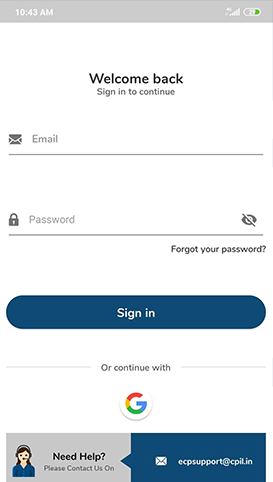 10:43 AM
Welcome back
Sign in to continue
Email
Password
Forgot your password?
Sign in
Or continue with
G
Need Help?
Please Contact Us On
ecpsupport@cpil.in